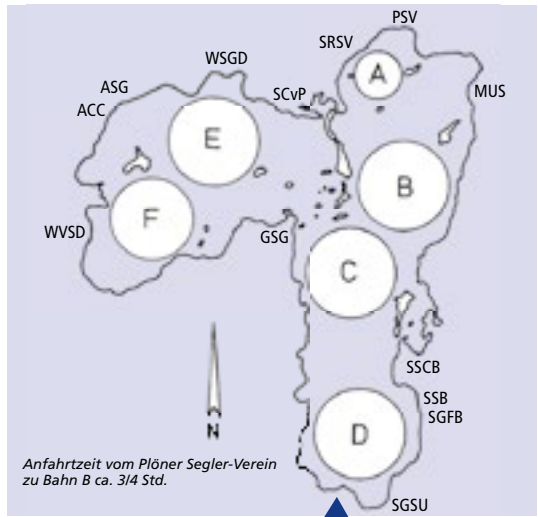 PSV
SRSV
WSGD
A
ASG
SCvP
MUS
ACC
E
B
F
WVSD
GSG
C
SSCB
SSB
SGFB
D
N
Anfahrtzeit vom Plöner Segler-Verein
zu Bahn B ca. 3/4 Std.
SGSU